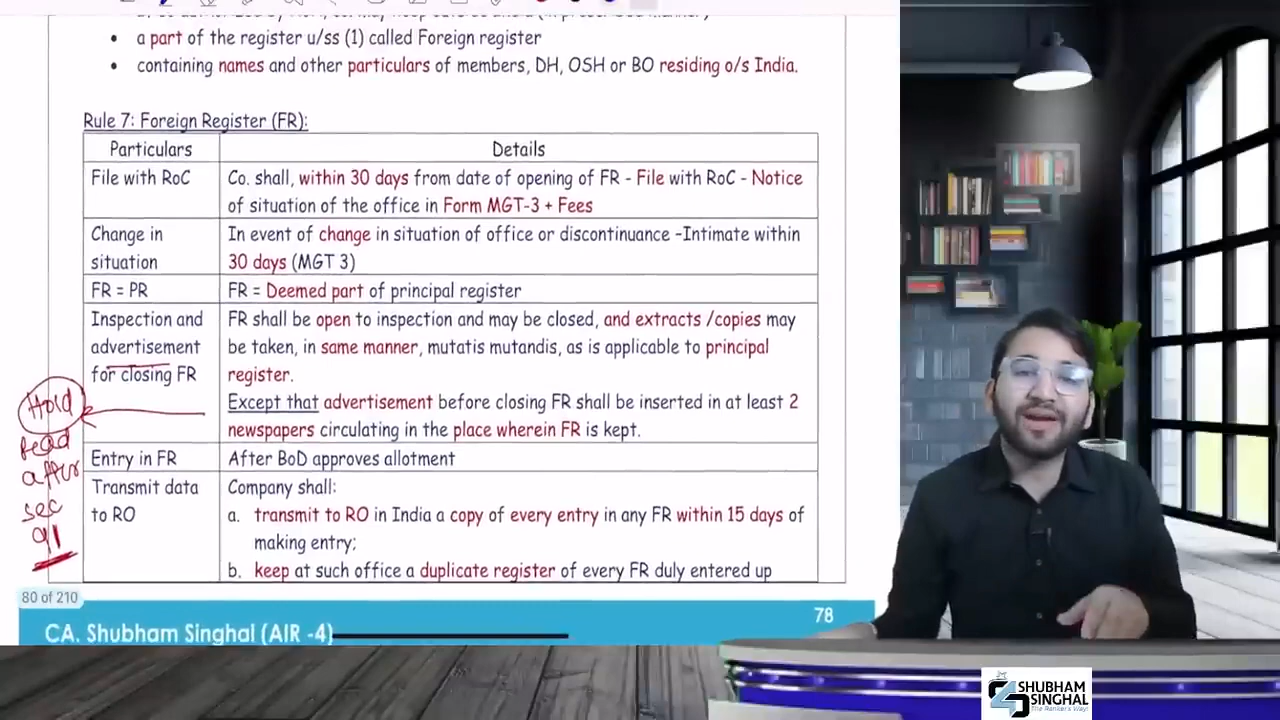 a part of the register u/ss (1) called Foreign register
containing names and other particulars of members, DH, OSH or BO residing o/s India.
Rule 7: Foreign Register (FR):
Particulars Details
File with RoC Co. shall, within 30 days from date of opening of FR - File with RoC - Notice
of situation of the office in Form MGT-3 + Fees
Change in In event of change in situation of office or discontinuance -Intimate within
situation 30 days (MGT 3)
FR = PR FR = Deemed part of principal register
Inspection and FR shall be open to inspection and may be closed, and extracts /copies may
advertisement be taken, in same manner, mutatis mutandis, as is applicable to principal
for closing FR register.
Except that advertisement before closing FR shall be inserted in at least 2
newspapers circulating in the place wherein FR is kept.
Hold
read
after
sec
91
Entry in FR After BoD approves allotment
Transmit data Company shall:
to RO a. transmit to RO in India a copy of every entry in any FR within 15 days of
making entry;
b. keep at such office a duplicate register of every FR duly entered up
80 of 210
78
CA. Shubham Singhal (AIR -4)
SHUBHAM
SINGHAL
The Rankers Way!